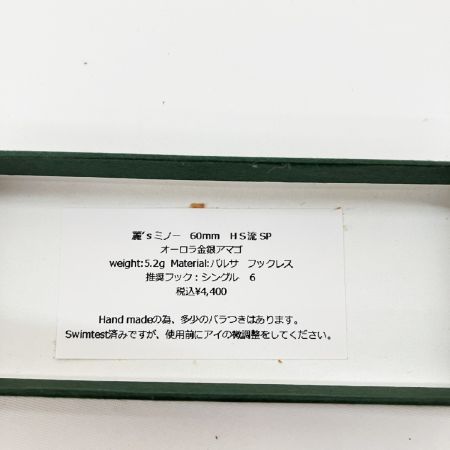 麗's ミノー 60mm HS流 SP
オーロラ金銀アマゴ
weight:5.2g Material:バルサ フックレス
推奨フック：シングル 6
税込¥4,400
Hand madeの為、多少のバラつきはあります。
Swimtest済みですが、使用前にアイの微調整をしてください。